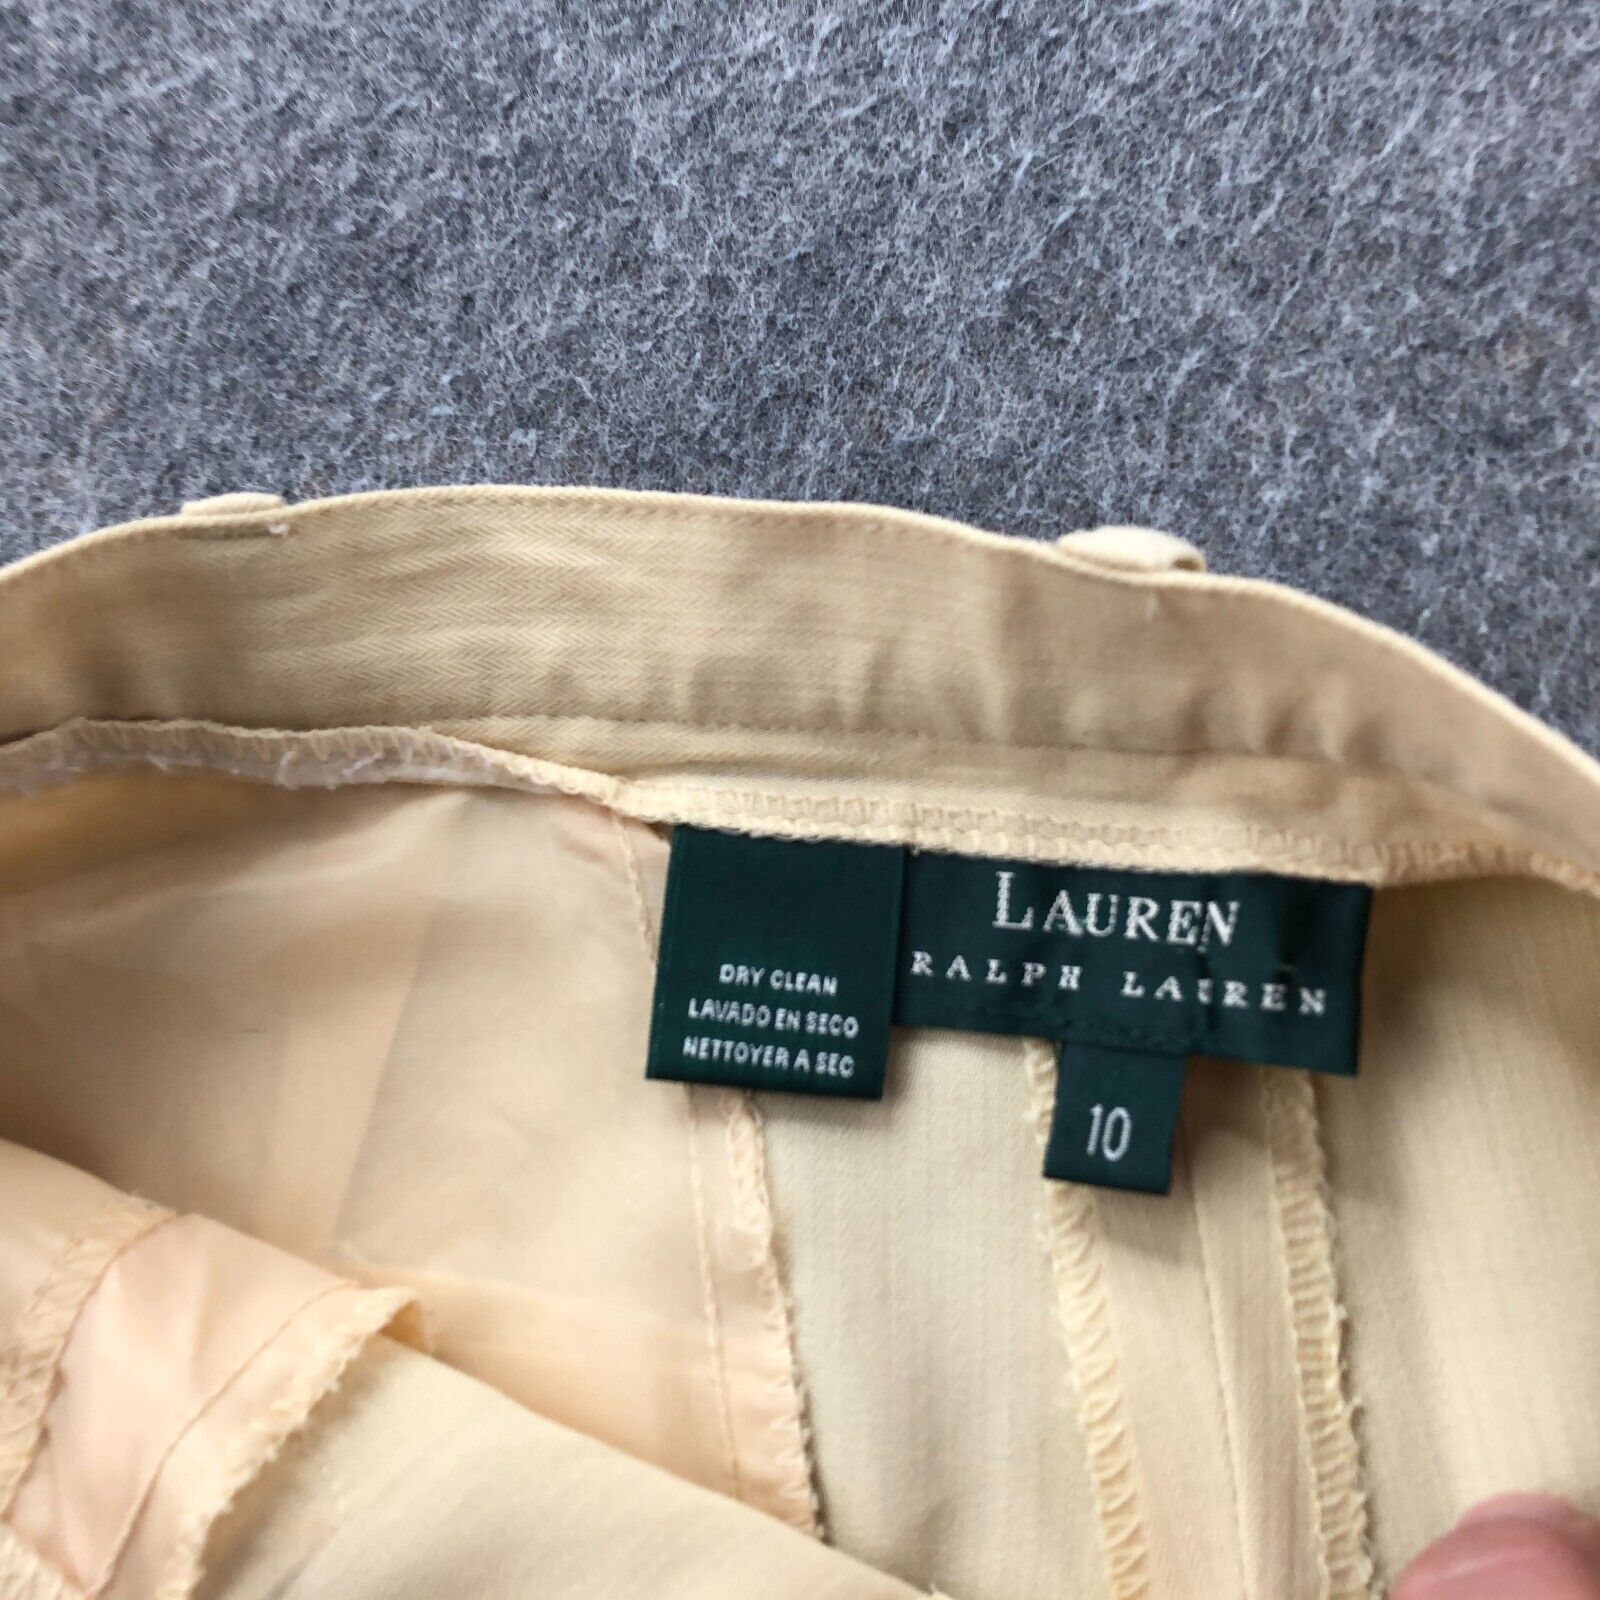 DRY CLEAN
LAVADO EN SECO
NETTOYER A SEC
LAUREN
RALPH LAUREN
10